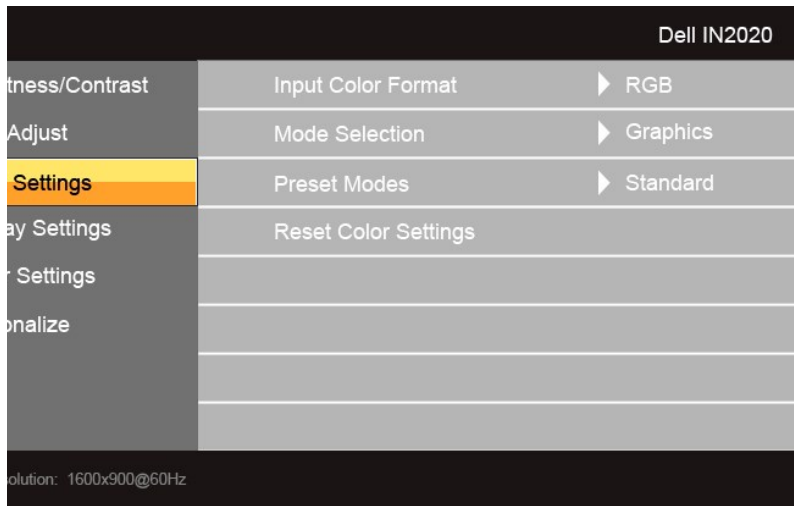 Dell IN2020
tness/Contrast
Input Color Format
RGB
Adjust
Mode Selection
Graphics
Settings
Preset Modes
Standard
ay Settings
Reset Color Settings
r Settings
onalize
solution: 1600x900@60Hz